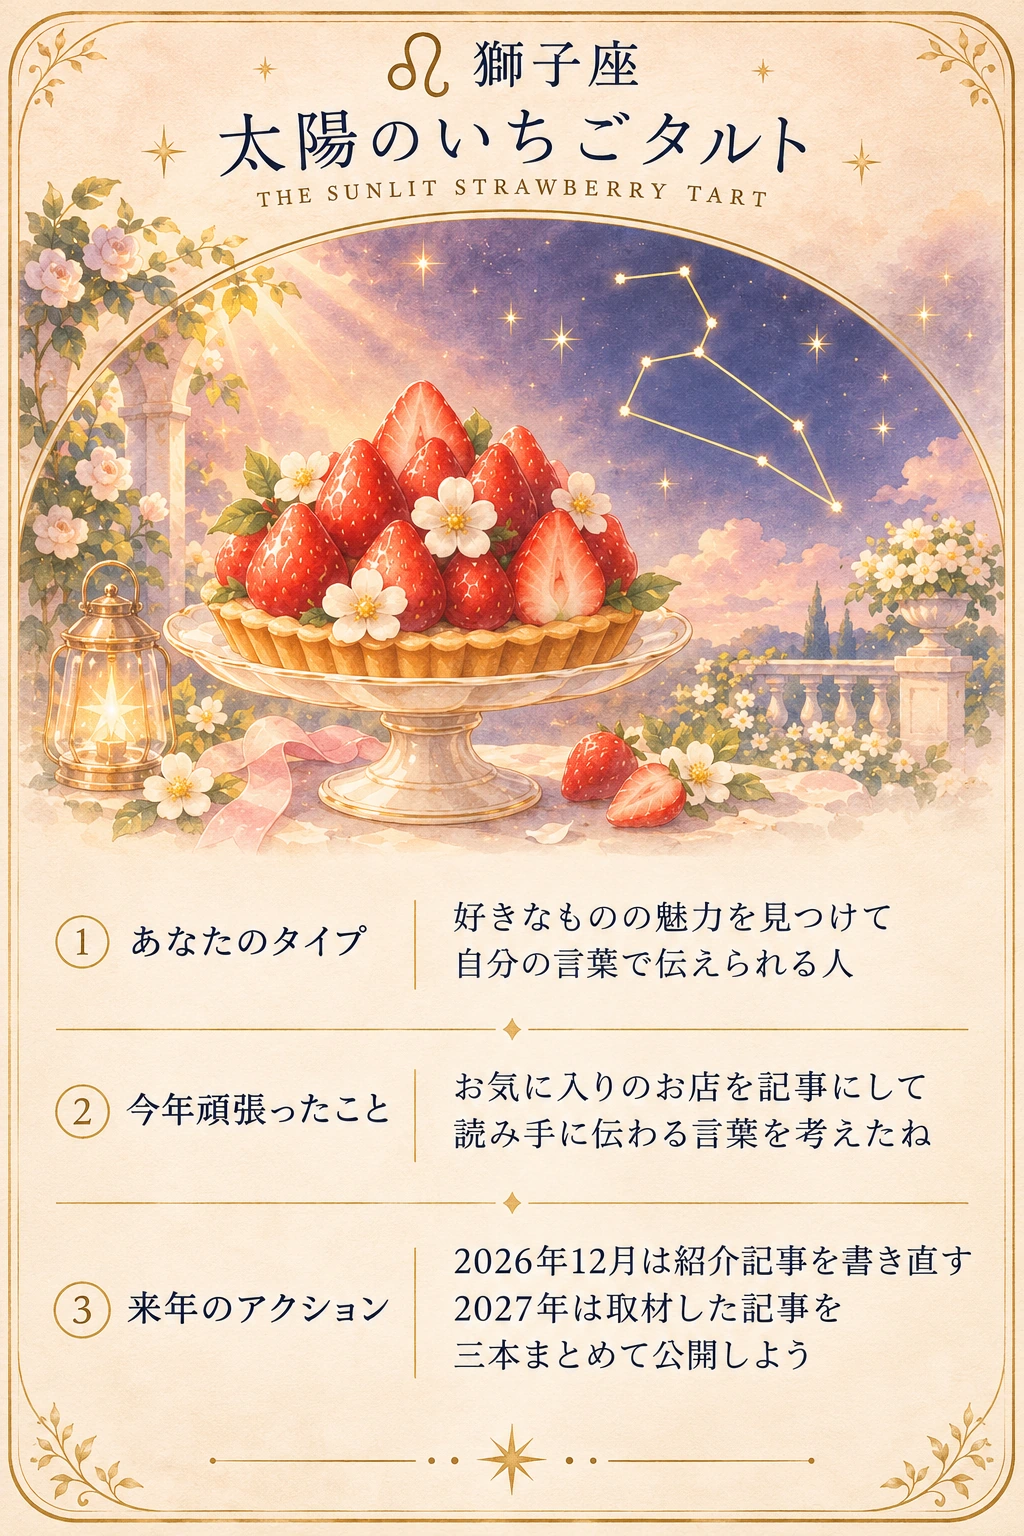 ♌ 獅子座
太陽のいちごタルト
THE SUNLIT STRAWBERRY TART
① あなたのタイプ
好きなものの魅力を見つけて
自分の言葉で伝えられる人
② 今年頑張ったこと
お気に入りのお店を記事にして
読み手に伝わる言葉を考えたね
③ 来年のアクション
2026年12月は紹介記事を書き直す
2027年は取材した記事を
三本まとめて公開しよう